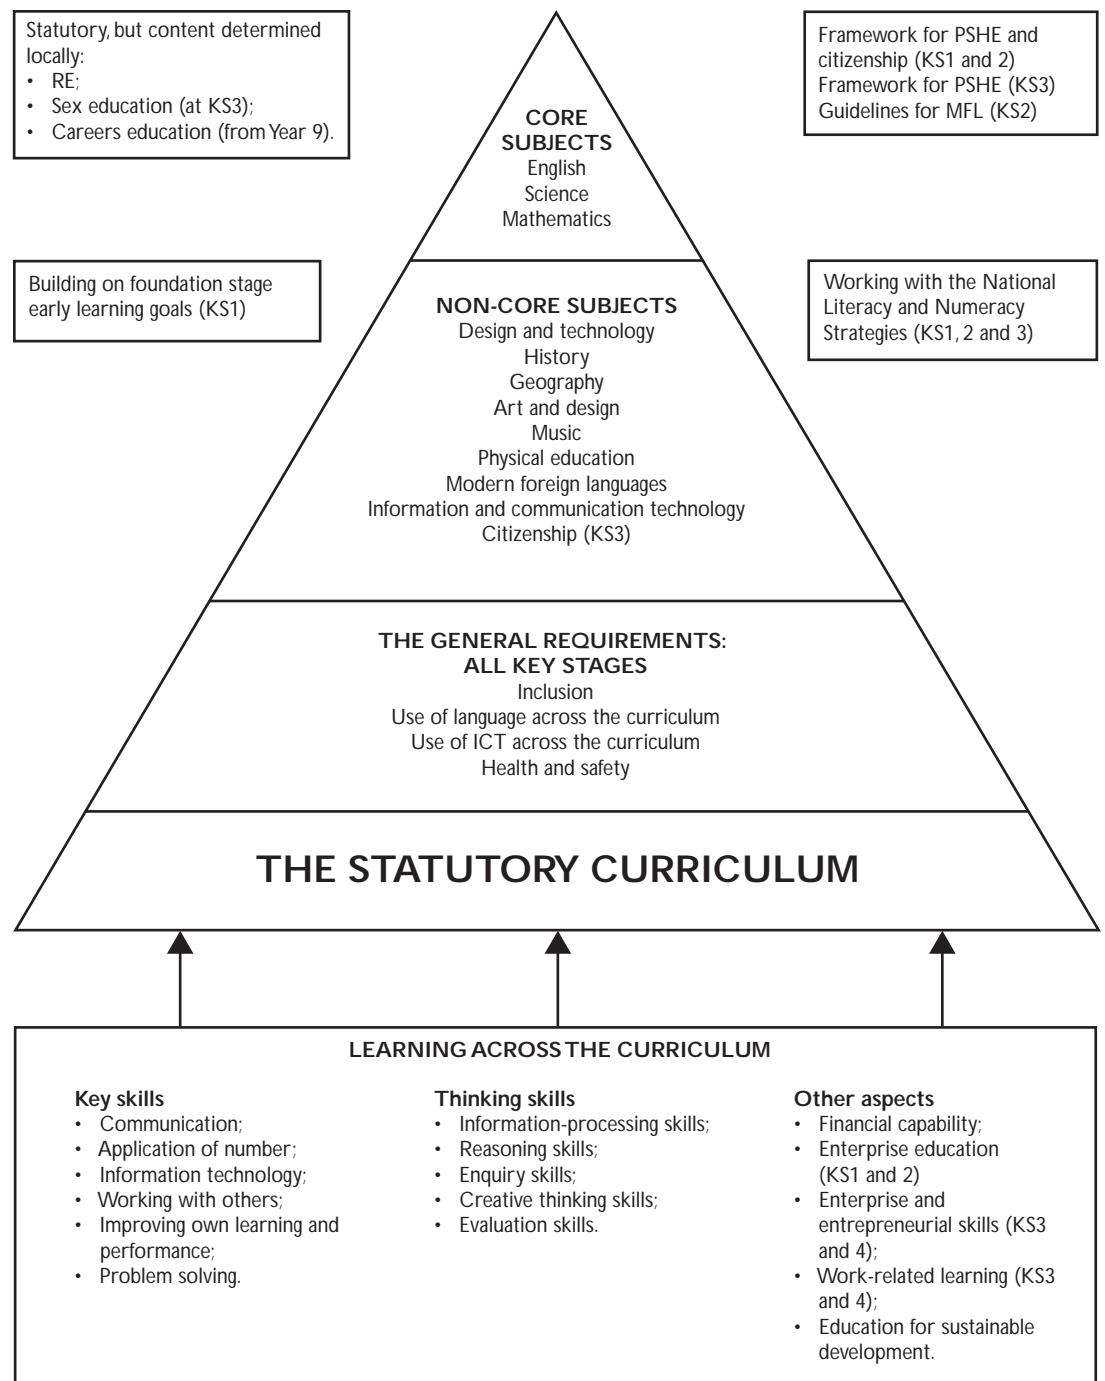 Statutory, but content determined
locally:
• RE;
• Sex education (at KS3);
• Careers education (from Year 9).
Framework for PSHE and
citizenship (KS1 and 2)
Framework for PSHE (KS3)
Guidelines for MFL (KS2)
CORE
SUBJECTS
English
Science
Mathematics
Building on foundation stage
early learning goals (KS1)
Working with the National
Literacy and Numeracy
Strategies (KS1, 2 and 3)
NON-CORE SUBJECTS
Design and technology
History
Geography
Art and design
Music
Physical education
Modern foreign languages
Information and communication technology
Citizenship (KS3)
THE GENERAL REQUIREMENTS:
ALL KEY STAGES
Inclusion
Use of language across the curriculum
Use of ICT across the curriculum
Health and safety
THE STATUTORY CURRICULUM
LEARNING ACROSS THE CURRICULUM
Key skills
• Communication;
• Application of number;
• Information technology;
• Working with others;
• Improving own learning and
performance;
• Problem solving.
Thinking skills
• Information-processing skills;
• Reasoning skills;
• Enquiry skills;
• Creative thinking skills;
• Evaluation skills.
Other aspects
• Financial capability;
• Enterprise education
(KS1 and 2)
• Enterprise and
entrepreneurial skills (KS3
and 4);
• Work-related learning (KS3
and 4);
• Education for sustainable
development.